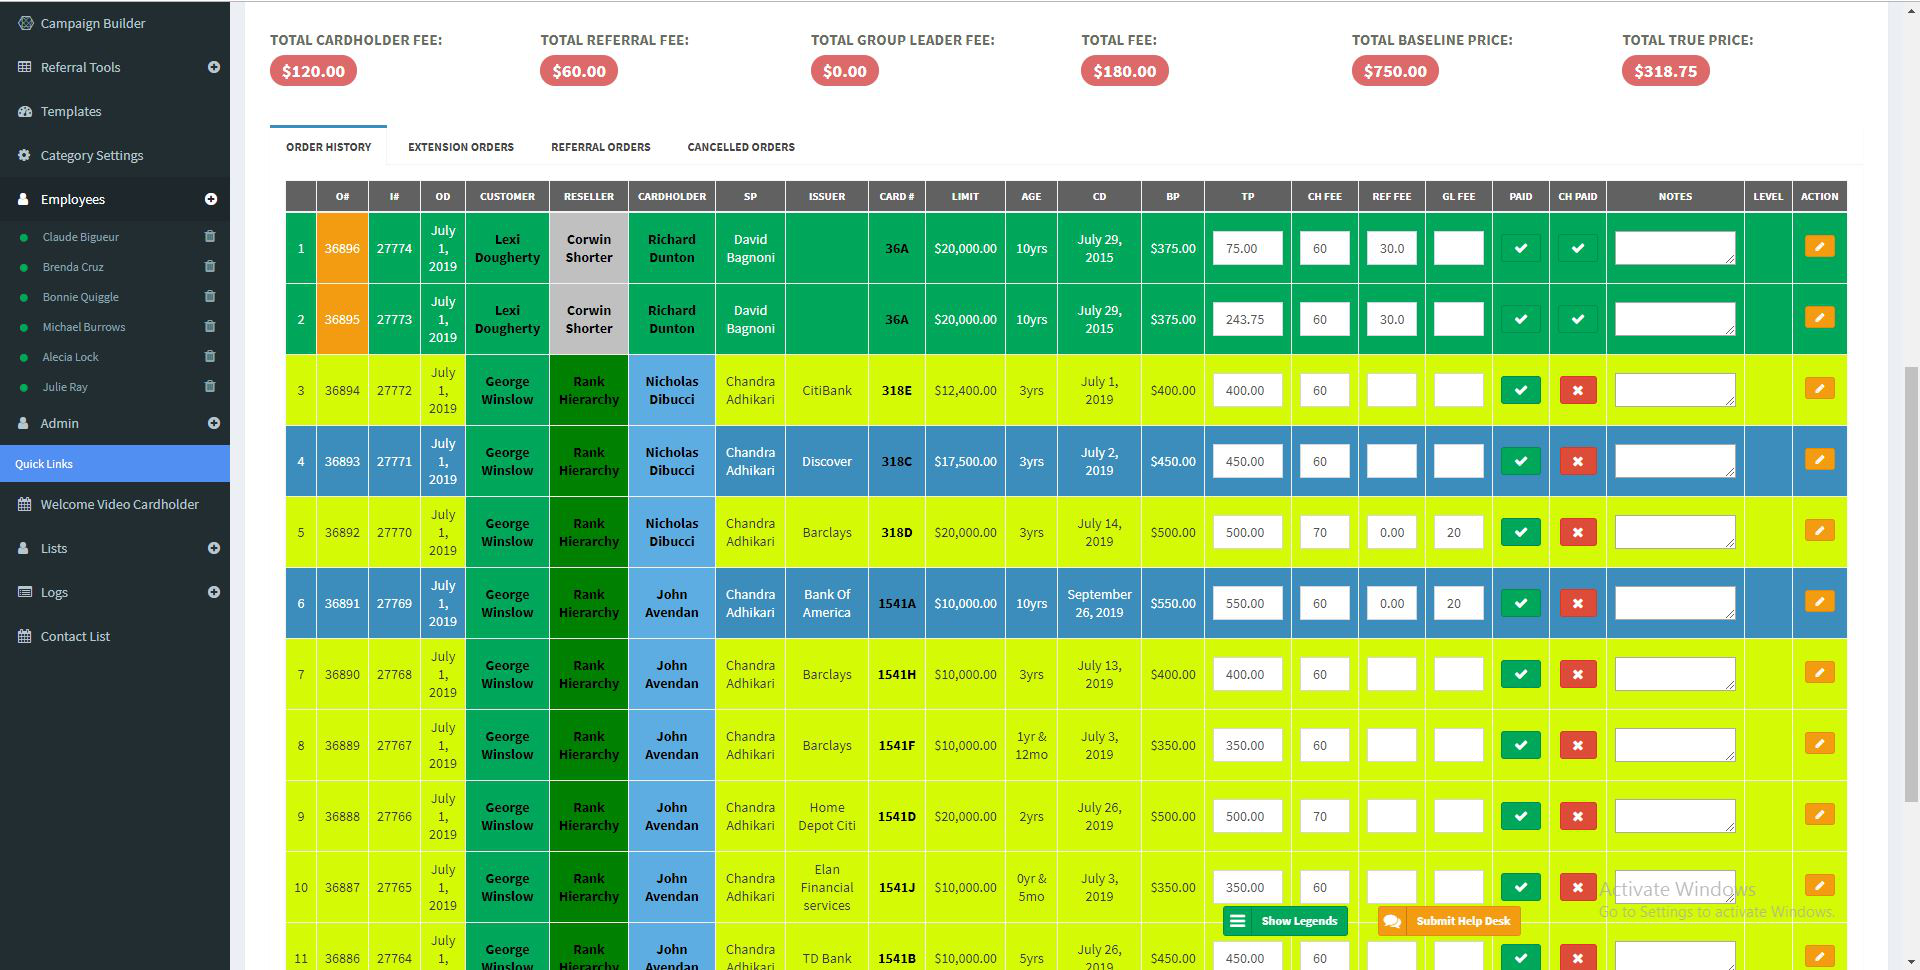 Campaign Builder
Referral Tools
Templates
Category Settings
Employees
Claude Bigueur
Brenda Cruz
Bonnie Quiggle
Michael Burrows
Alecia Lock
Julie Ray
Admin
Quick Links
Welcome Video Cardholder
Lists
Logs
Contact List
TOTAL CARDHOLDER FEE: TOTAL REFERRAL FEE: TOTAL GROUP LEADER FEE: TOTAL FEE: TOTAL BASELINE PRICE: TOTAL TRUE PRICE:
$120.00 $60.00 $0.00 $180.00 $750.00 $318.75
ORDER HISTORY EXTENSION ORDERS REFERRAL ORDERS CANCELLED ORDERS
O# I# OD CUSTOMER RESELLER CARDHOLDER SP ISSUER CARD # LIMIT AGE CD BP TP CH FEE REF FEE GL FEE PAID CH PAID NOTES LEVEL ACTION
1 36896 27774 July 1, 2019 Lexi Dougherty Corwin Shorter Richard Dunton David Bagnoni 36A $20,000.00 10yrs July 29, 2015 $375.00 75.00 60 30.0
2 36895 27773 July 1, 2019 Lexi Dougherty Corwin Shorter Richard Dunton David Bagnoni 36A $20,000.00 10yrs July 29, 2015 $375.00 243.75 60 30.0
3 36894 27772 July 1, 2019 George Winslow Rank Hierarchy Nicholas Dibucci Chandra Adhikari CitiBank 318E $12,400.00 3yrs July 1, 2019 $400.00 400.00 60
4 36893 27771 July 1, 2019 George Winslow Rank Hierarchy Nicholas Dibucci Chandra Adhikari Discover 318C $17,500.00 3yrs July 2, 2019 $450.00 450.00 60
5 36892 27770 July 1, 2019 George Winslow Rank Hierarchy Nicholas Dibucci Chandra Adhikari Barclays 318D $20,000.00 3yrs July 14, 2019 $500.00 500.00 70 0.00 20
6 36891 27769 July 1, 2019 George Winslow Rank Hierarchy John Avendan Chandra Adhikari Bank Of America 1541A $10,000.00 10yrs September 26, 2019 $550.00 550.00 60 0.00 20
7 36890 27768 July 1, 2019 George Winslow Rank Hierarchy John Avendan Chandra Adhikari Barclays 1541H $10,000.00 3yrs July 13, 2019 $400.00 400.00 60
8 36889 27767 July 1, 2019 George Winslow Rank Hierarchy John Avendan Chandra Adhikari Barclays 1541F $10,000.00 1yr & 12mo July 3, 2019 $350.00 350.00 60
9 36888 27766 July 1, 2019 George Winslow Rank Hierarchy John Avendan Chandra Adhikari Home Depot Citi 1541D $20,000.00 2yrs July 26, 2019 $500.00 500.00 70
10 36887 27765 July 1, 2019 George Winslow Rank Hierarchy John Avendan Chandra Adhikari Elan Financial services 1541J $10,000.00 0yr & 5mo July 3, 2019 $350.00 350.00 60
11 36886 27764 July 1, George Winslow Rank Hierarchy John Avendan Chandra Adhikari TD Bank 1541B $10,000.00 5yrs July 26, 2019 $450.00 450.00 60
Show Legends Submit Help Desk
Activate Windows
Go to Settings to activate Windows.